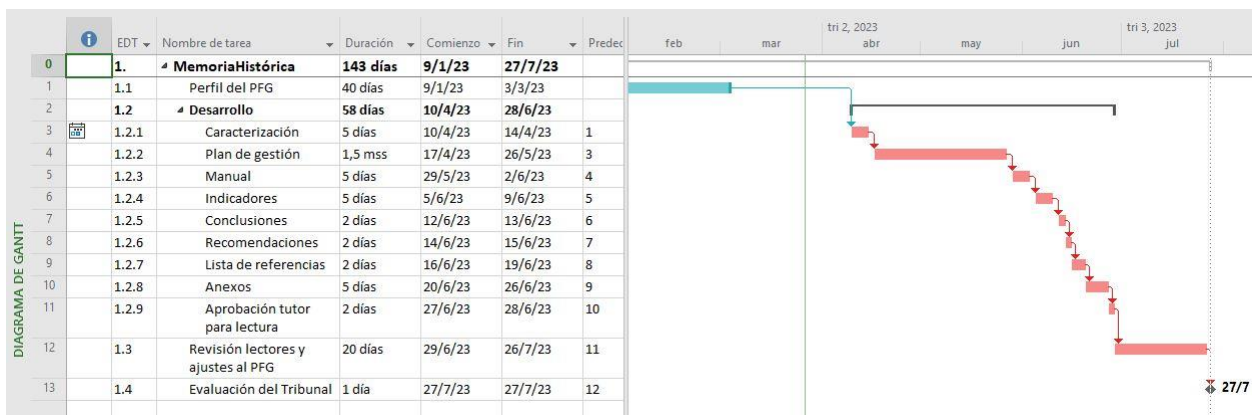 tri 2, 2023 tri 3, 2023
EDT Nombre de tarea Duración Comienzo Fin Predec feb mar abr may jun jul
0 1. MemoriaHistórica 143 días 9/1/23 27/7/23
1 1.1 Perfil del PFG 40 días 9/1/23 3/3/23
2 1.2 Desarrollo 58 días 10/4/23 28/6/23
3 1.2.1 Caracterización 5 días 10/4/23 14/4/23 1
4 1.2.2 Plan de gestión 1,5 mss 17/4/23 26/5/23 3
5 1.2.3 Manual 5 días 29/5/23 2/6/23 4
6 1.2.4 Indicadores 5 días 5/6/23 9/6/23 5
7 1.2.5 Conclusiones 2 días 12/6/23 13/6/23 6
8 1.2.6 Recomendaciones 2 días 14/6/23 15/6/23 7
9 1.2.7 Lista de referencias 2 días 16/6/23 19/6/23 8
10 1.2.8 Anexos 5 días 20/6/23 26/6/23 9
11 1.2.9 Aprobación tutor 2 días 27/6/23 28/6/23 10
para lectura
12 1.3 Revisión lectores y 20 días 29/6/23 26/7/23 11
ajustes al PFG
13 1.4 Evaluación del Tribunal 1 día 27/7/23 27/7/23 12 27/7
DIAGRAMA DE GANTT